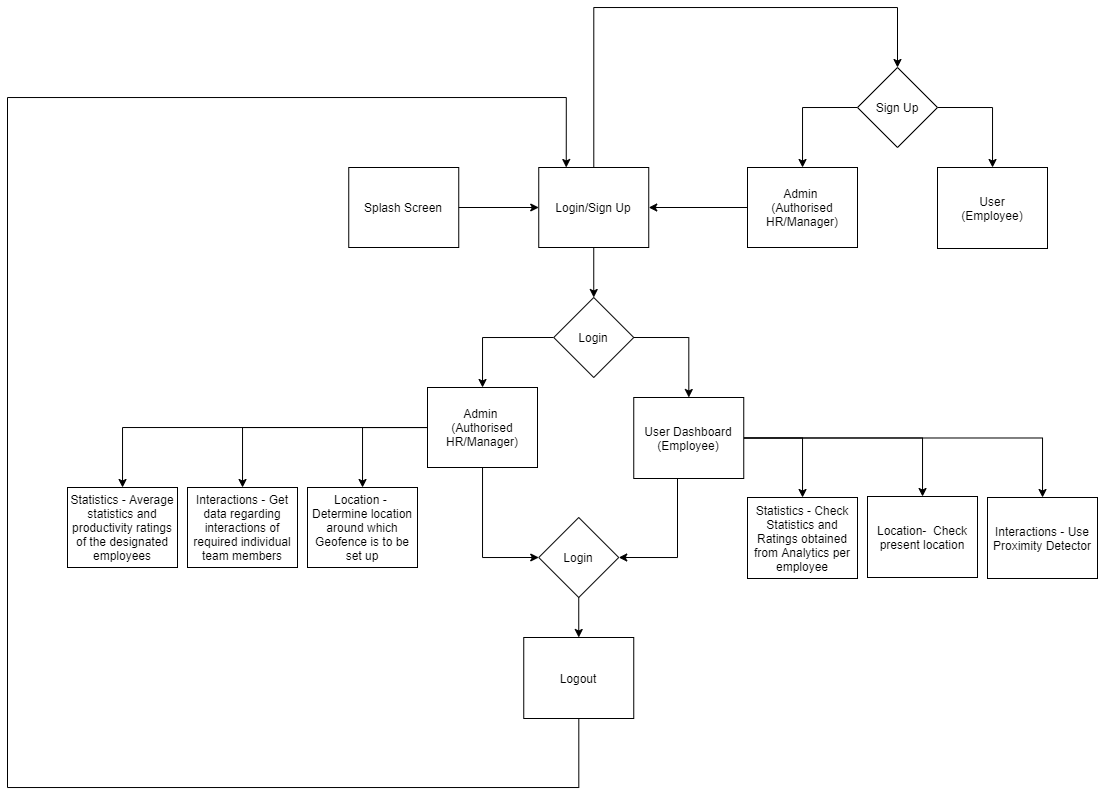 Sign Up
Splash Screen
Login/Sign Up
Admin
(Authorised
HR/Manager)
User
(Employee)
Login
Admin
(Authorised
HR/Manager)
User Dashboard
(Employee)
Statistics - Average
statistics and
productivity ratings
of the designated
employees
Interactions - Get
data regarding
interactions of
required individual
team members
Location -
Determine location
around which
Geofence is to be
set up
Login
Statistics - Check
Statistics and
Ratings obtained
from Analytics per
employee
Location- Check
present location
Interactions - Use
Proximity Detector
Logout